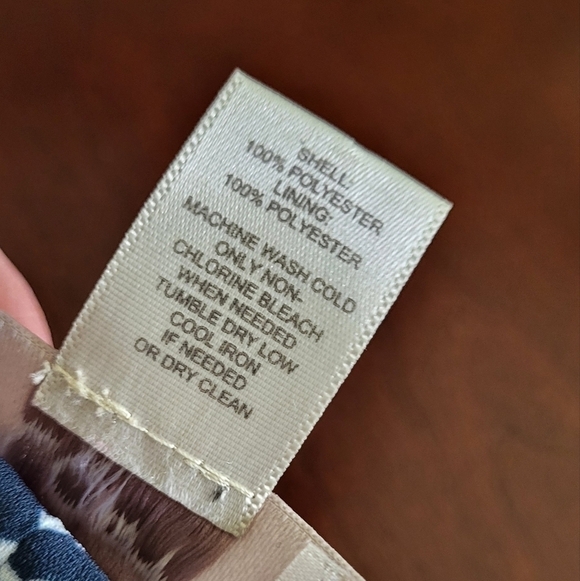 SHELL:
100% POLYESTER
LINING:
100% POLYESTER
MACHINE WASH COLD
ONLY NON-
CHLORINE BLEACH
WHEN NEEDED
TUMBLE DRY LOW
COOL IRON
IF NEEDED
OR DRY CLEAN